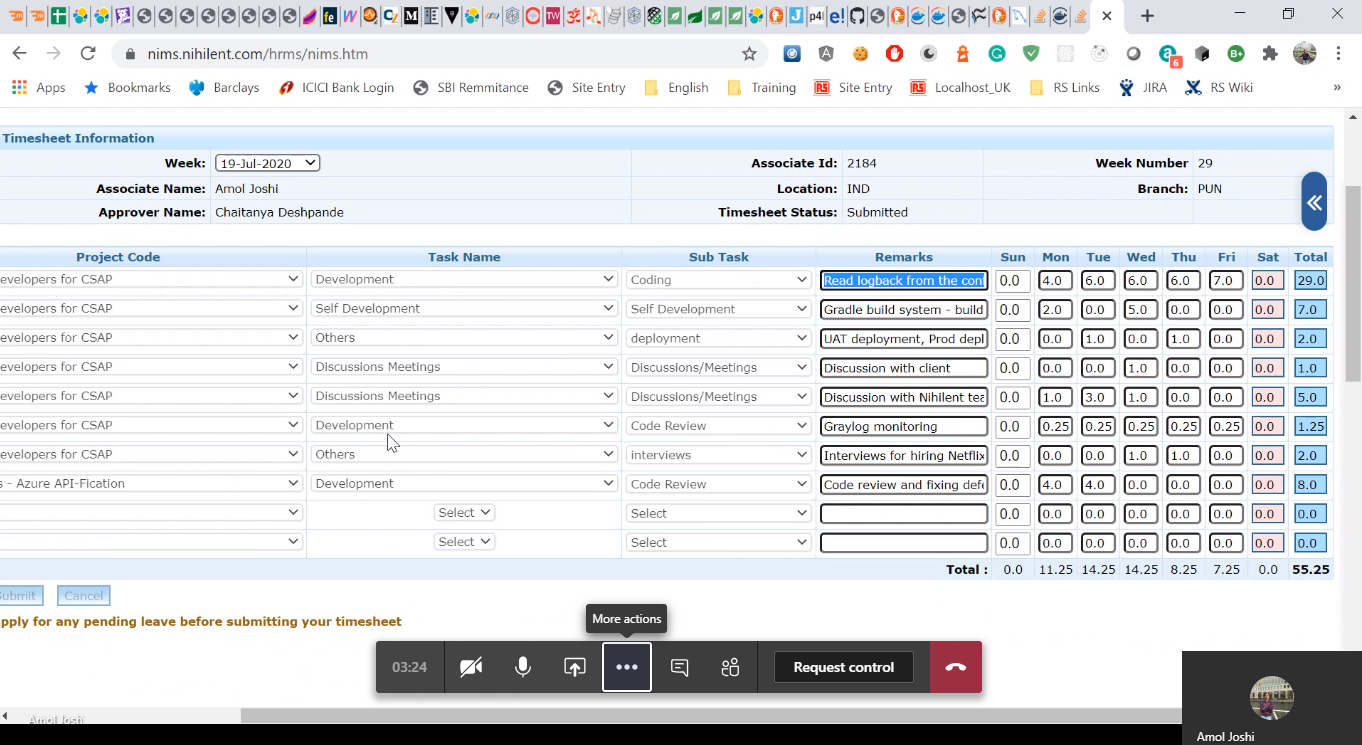 nims.nihilent.com/hrms/nims.htm
6
B+
Apps Bookmarks Barclays ICICI Bank Login SBI Remmitance Site Entry English Training RS Site Entry RS Localhost_UK RS Links JIRA RS Wiki »
Timesheet Information
Week: 19-Jul-2020 Associate Id: 2184 Week Number 29
Associate Name: Amol Joshi Location: IND Branch: PUN
Approver Name: Chaitanya Deshpande Timesheet Status: Submitted
Project Code Task Name Sub Task Remarks Sun Mon Tue Wed Thu Fri Sat Total
evelopers for CSAP Development Coding Read logback from the con 0.0 4.0 6.0 6.0 6.0 7.0 0.0 29.0
evelopers for CSAP Self Development Self Development Gradle build system - build 0.0 2.0 0.0 5.0 0.0 0.0 0.0 7.0
evelopers for CSAP Others deployment UAT deployment, Prod depl 0.0 0.0 1.0 0.0 1.0 0.0 0.0 2.0
evelopers for CSAP Discussions Meetings Discussions/Meetings Discussion with client 0.0 0.0 0.0 1.0 0.0 0.0 0.0 1.0
evelopers for CSAP Discussions Meetings Discussions/Meetings Discussion with Nihilent tea 0.0 1.0 3.0 1.0 0.0 0.0 0.0 5.0
evelopers for CSAP Development Code Review Graylog monitoring 0.0 0.25 0.25 0.25 0.25 0.25 0.0 1.25
evelopers for CSAP Others interviews Interviews for hiring Netflix 0.0 0.0 0.0 1.0 1.0 0.0 0.0 2.0
s - Azure API-Fication Development Code Review Code review and fixing defe 0.0 4.0 4.0 0.0 0.0 0.0 0.0 8.0
Select Select 0.0 0.0 0.0 0.0 0.0 0.0 0.0 0.0
Select Select 0.0 0.0 0.0 0.0 0.0 0.0 0.0 0.0
Total : 0.0 11.25 14.25 14.25 8.25 7.25 0.0 55.25
Submit Cancel
pply for any pending leave before submitting your timesheet
More actions
03:24 Request control
Amol Joshi
Amol Joshi